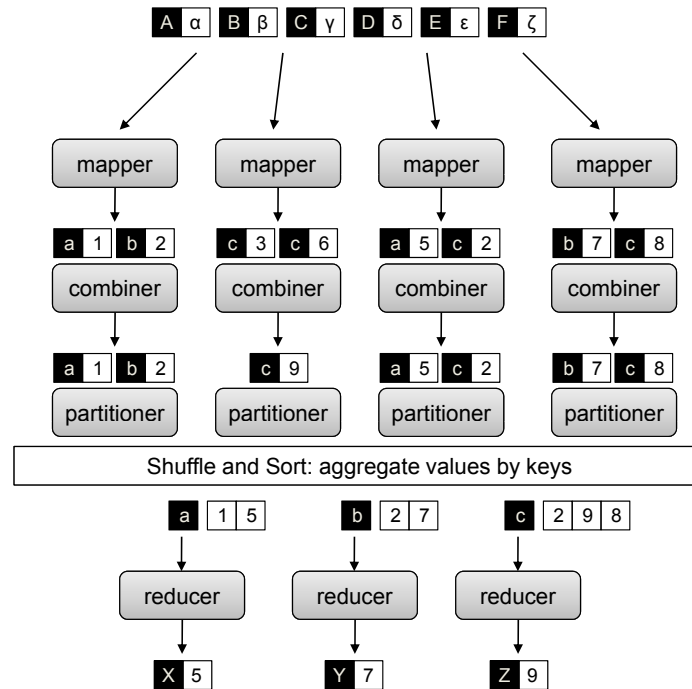 A α B β C γ D δ E ε F ζ
mapper mapper mapper mapper
a 1 b 2 c 3 c 6 a 5 c 2 b 7 c 8
combiner combiner combiner combiner
a 1 b 2 c 9 a 5 c 2 b 7 c 8
partitioner partitioner partitioner partitioner
Shuffle and Sort: aggregate values by keys
a 1 5 b 2 7 c 2 9 8
reducer reducer reducer
X 5 Y 7 Z 9